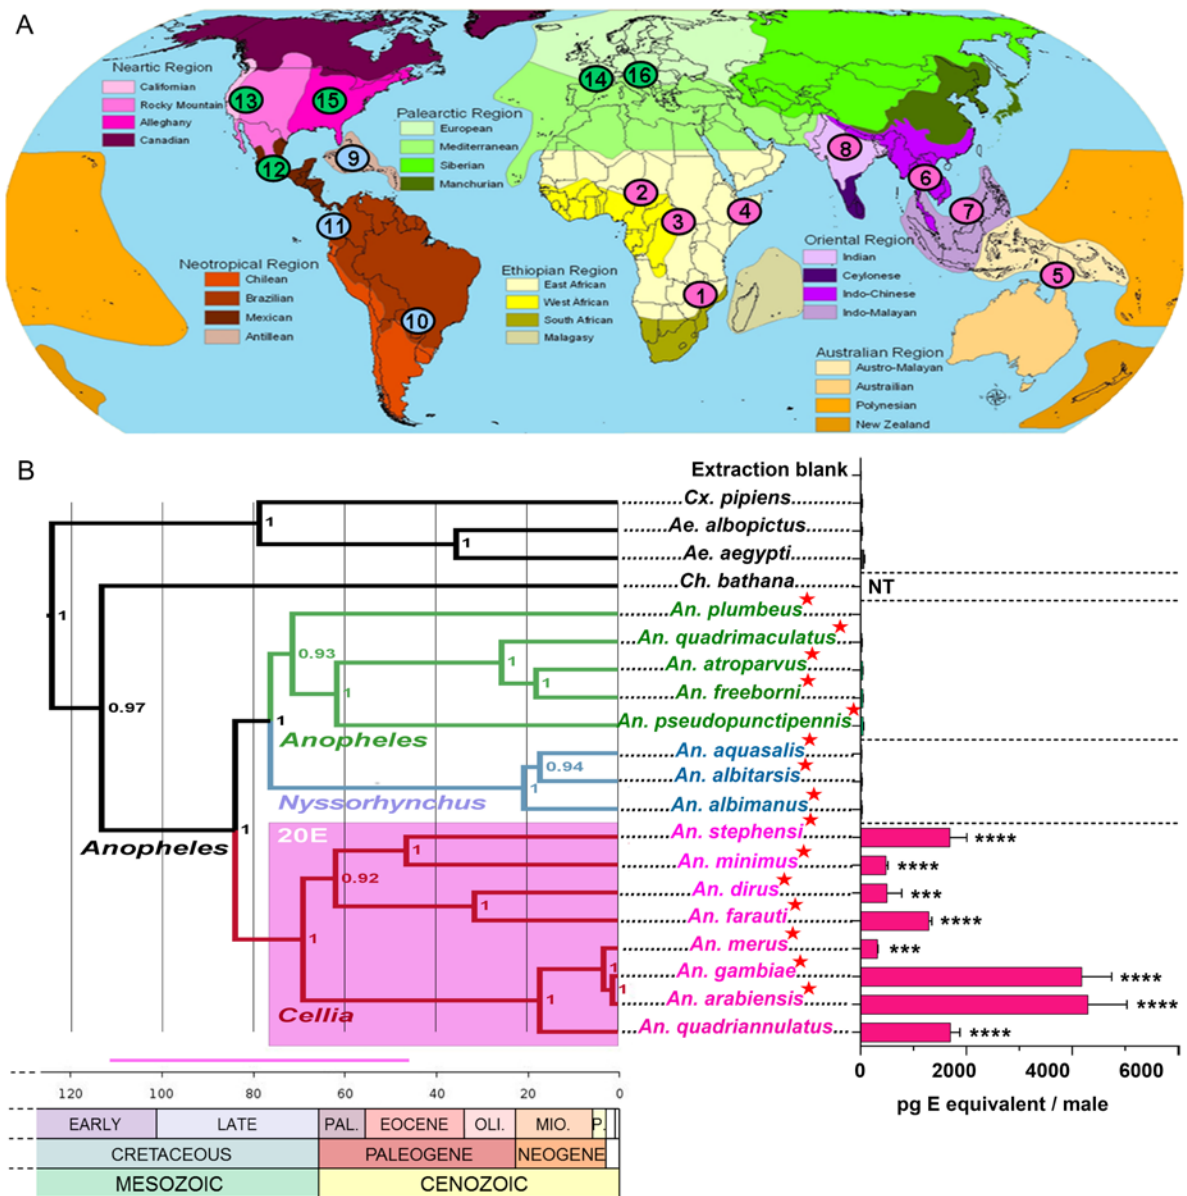 A
Neartic Region
Californian
Rocky Mountain
Alleghany
Canadian
13
15
12
9
11
10
Neotropical Region
Chilean
Brazilian
Mexican
Antillean
Palearctic Region
European
Mediterranean
Siberian
Manchurian
14
16
2
3
4
1
Ethiopian Region
East African
West African
South African
Malagasy
8
6
7
5
Oriental Region
Indian
Ceylonese
Indo-Chinese
Indo-Malayan
Australian Region
Austro-Malayan
Austrailian
Polynesian
New Zealand
B
Extraction blank
Cx. pipiens
Ae. albopictus
Ae. aegypti
Ch. bathana
NT
An. plumbeus
An. quadrimaculatus
An. atroparvus
An. freeborni
An. pseudopunctipennis
An. aquasalis
An. albitarsis
An. albimanus
An. stephensi ****
An. minimus ****
An. dirus ***
An. farauti ****
An. merus ***
An. gambiae ****
An. arabiensis ****
An. quadriannulatus ****
1
1
1
0.97
0.93
1
1
1
1
Anopheles
0.94
1
Nyssorhynchus
1
Anopheles
20E
1
0.92
1
1
1
1
1
Cellia
120 100 80 60 40 20 0
0 2000 4000 6000
pg E equivalent / male
EARLY LATE PAL. EOCENE OLI. MIO. P.
CRETACEOUS PALEOGENE NEOGENE
MESOZOIC CENOZOIC